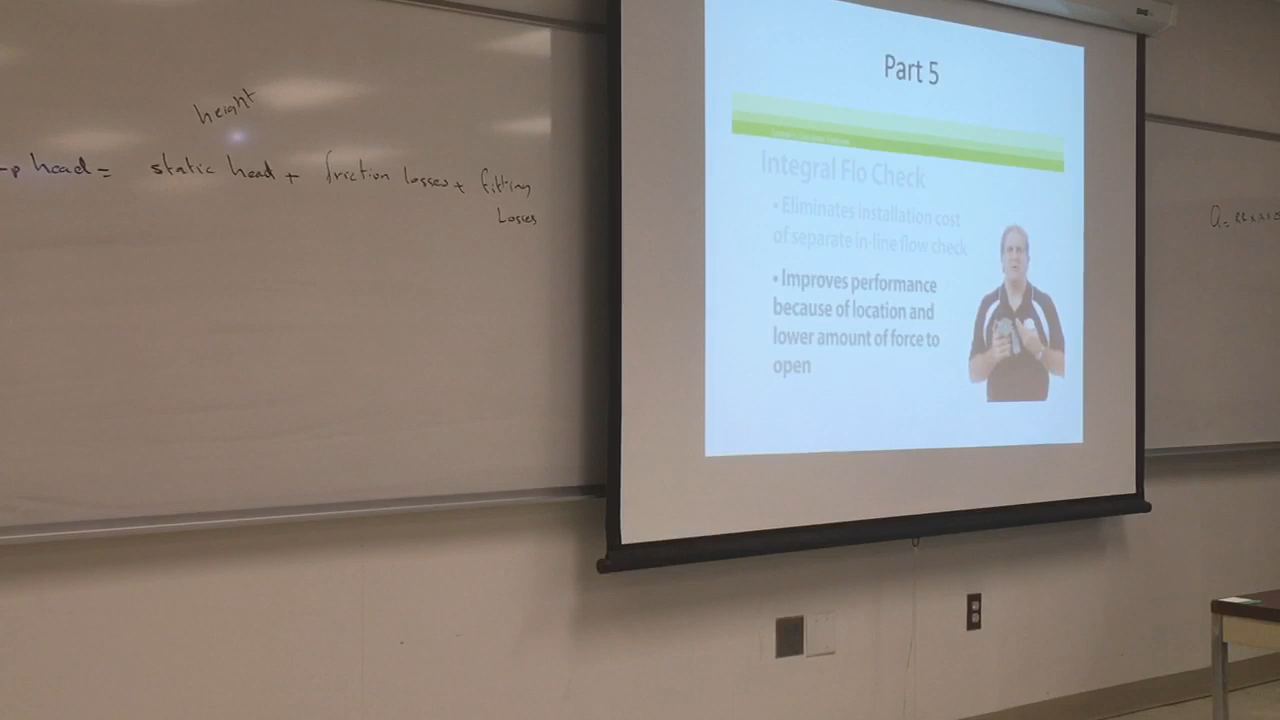 height
head = static head + friction losses + fitting
Losses
Part 5
Integral Flo Check
• Eliminates installation cost
of separate in-line flow check
• Improves performance
because of location and
lower amount of force to
open